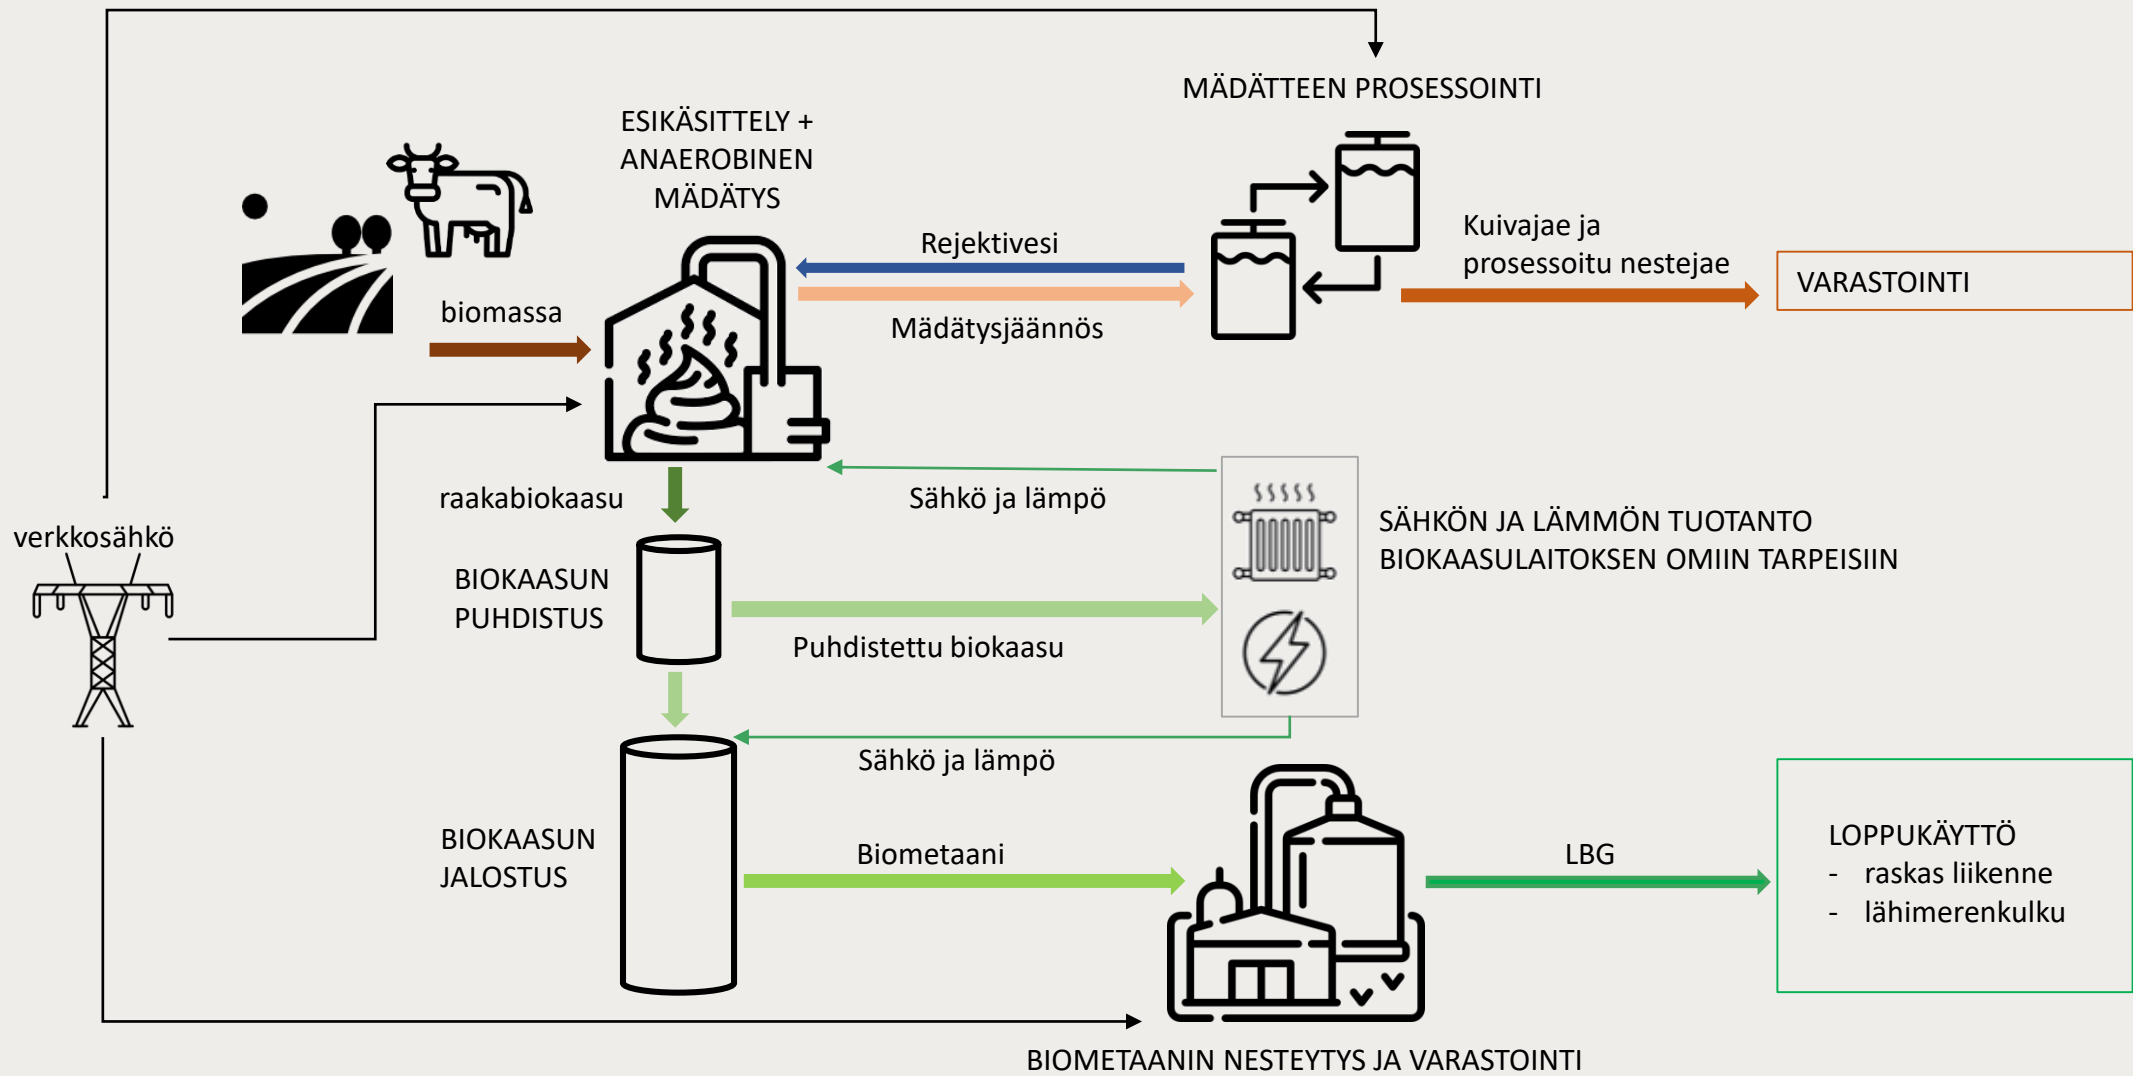 MÄDÄTTEEN PROSESSOINTI
ESIKÄSITTELY +
ANAEROBINEN
MÄDÄTYS
Rejektivesi
Kuivajae ja
prosessoitu nestejae
VARASTOINTI
biomassa
Mädätysjäännös
raakabiokaasu
Sähkö ja lämpö
verkkosähkö
SÄHKÖN JA LÄMMÖN TUOTANTO
BIOKAASULAITOKSEN OMIIN TARPEISIIN
BIOKAASUN
PUHDISTUS
Puhdistettu biokaasu
Sähkö ja lämpö
BIOKAASUN
JALOSTUS
Biometaani
LBG
LOPPUKÄYTTÖ
- raskas liikenne
- lähimerenkulku
BIOMETAANIN NESTEYTYS JA VARASTOINTI